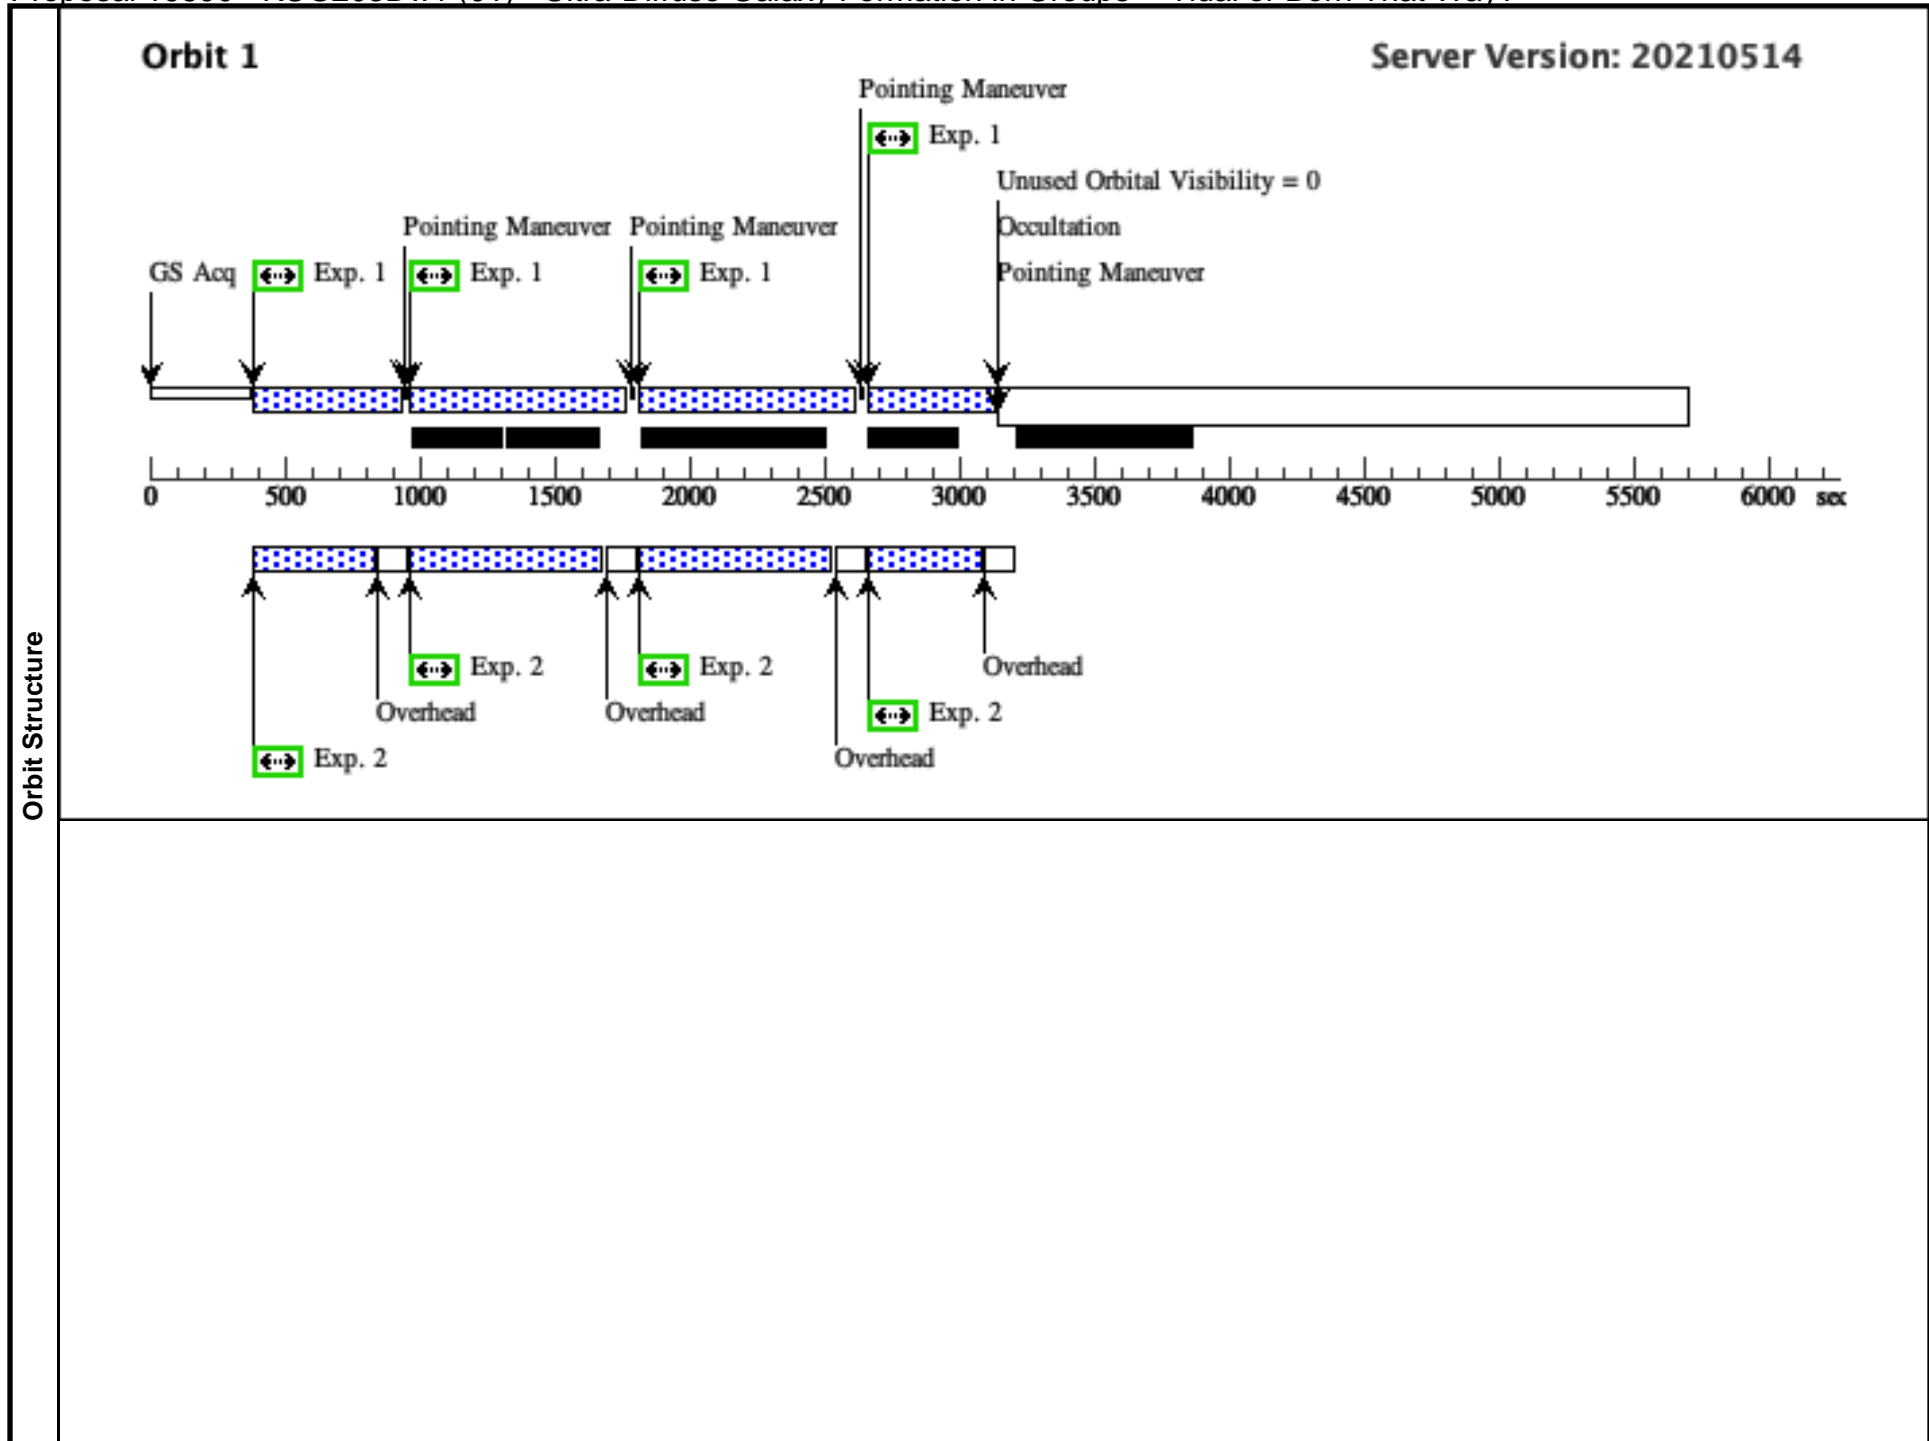 Orbit 1
Server Version: 20210514
Pointing Maneuver
Exp. 1
Unused Orbital Visibility = 0
Pointing Maneuver Pointing Maneuver Occultation
GS Acq Exp. 1 Exp. 1 Exp. 1 Pointing Maneuver
0 500 1000 1500 2000 2500 3000 3500 4000 4500 5000 5500 6000 sec
Exp. 2 Exp. 2 Overhead
Overhead Overhead Exp. 2
Exp. 2 Overhead
Orbit Structure